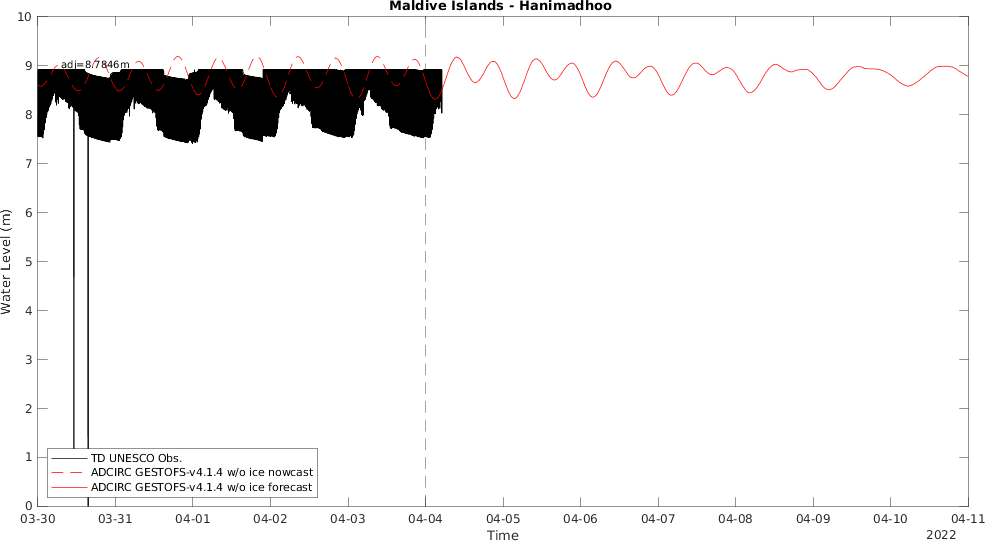 Maldive Islands - Hanimadhoo
10
9
8
7
6
5
4
3
2
1
0
Water Level (m)
adj=8.7846m
TD UNESCO Obs.
ADCIRC GESTOFS-v4.1.4 w/o ice nowcast
ADCIRC GESTOFS-v4.1.4 w/o ice forecast
03-30 03-31 04-01 04-02 04-03 04-04 04-05 04-06 04-07 04-08 04-09 04-10 04-11
Time
2022